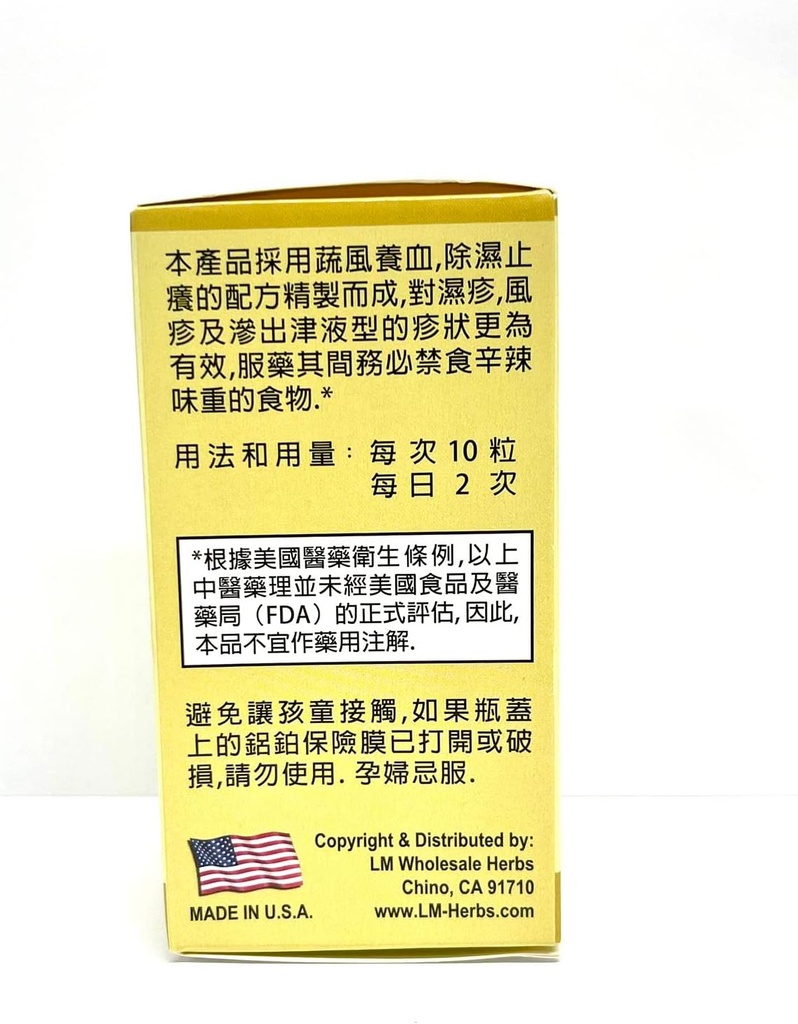 本產品採用蔬風養血,除濕止
癢的配方精製而成,對濕疹,風
疹及滲出津液型的疹狀更為
有效,服藥其間務必禁食辛辣
味重的食物.*
用法和用量：每次10粒
每日2次
*根據美國醫藥衛生條例,以上
中醫藥理並未經美國食品及醫
藥局（FDA）的正式評估,因此,
本品不宜作藥用注解.
避免讓孩童接觸,如果瓶蓋
上的鋁鉑保險膜已打開或破
損,請勿使用. 孕婦忌服.
Copyright & Distributed by:
LM Wholesale Herbs
Chino, CA 91710
MADE IN U.S.A.
www.LM-Herbs.com